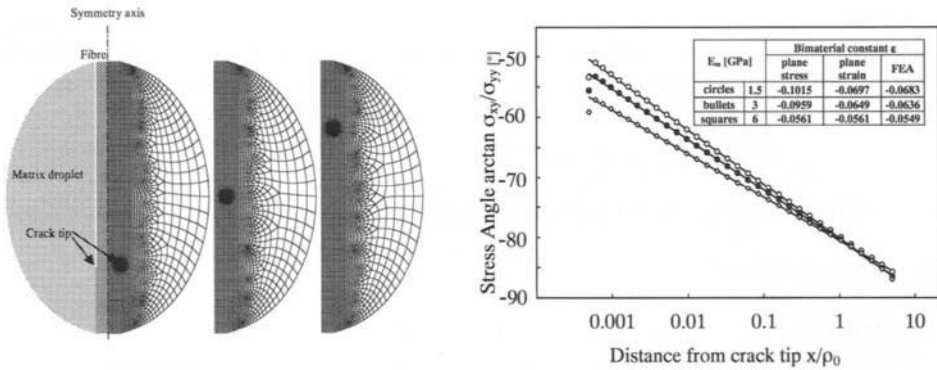 Symmetry axis
Fibre
Matrix droplet
Crack tip
Stress Angle arctan σxy/σyy [°]
-50
-60
-70
-80
-90
0.001 0.01 0.1 1 10
Distance from crack tip x/ρ0
Em [GPa] Bimaterial constant ε
plane stress plane strain FEA
circles 1.5 -0.1015 -0.0697 -0.0683
bullets 3 -0.0959 -0.0649 -0.0636
squares 6 -0.0561 -0.0561 -0.0549